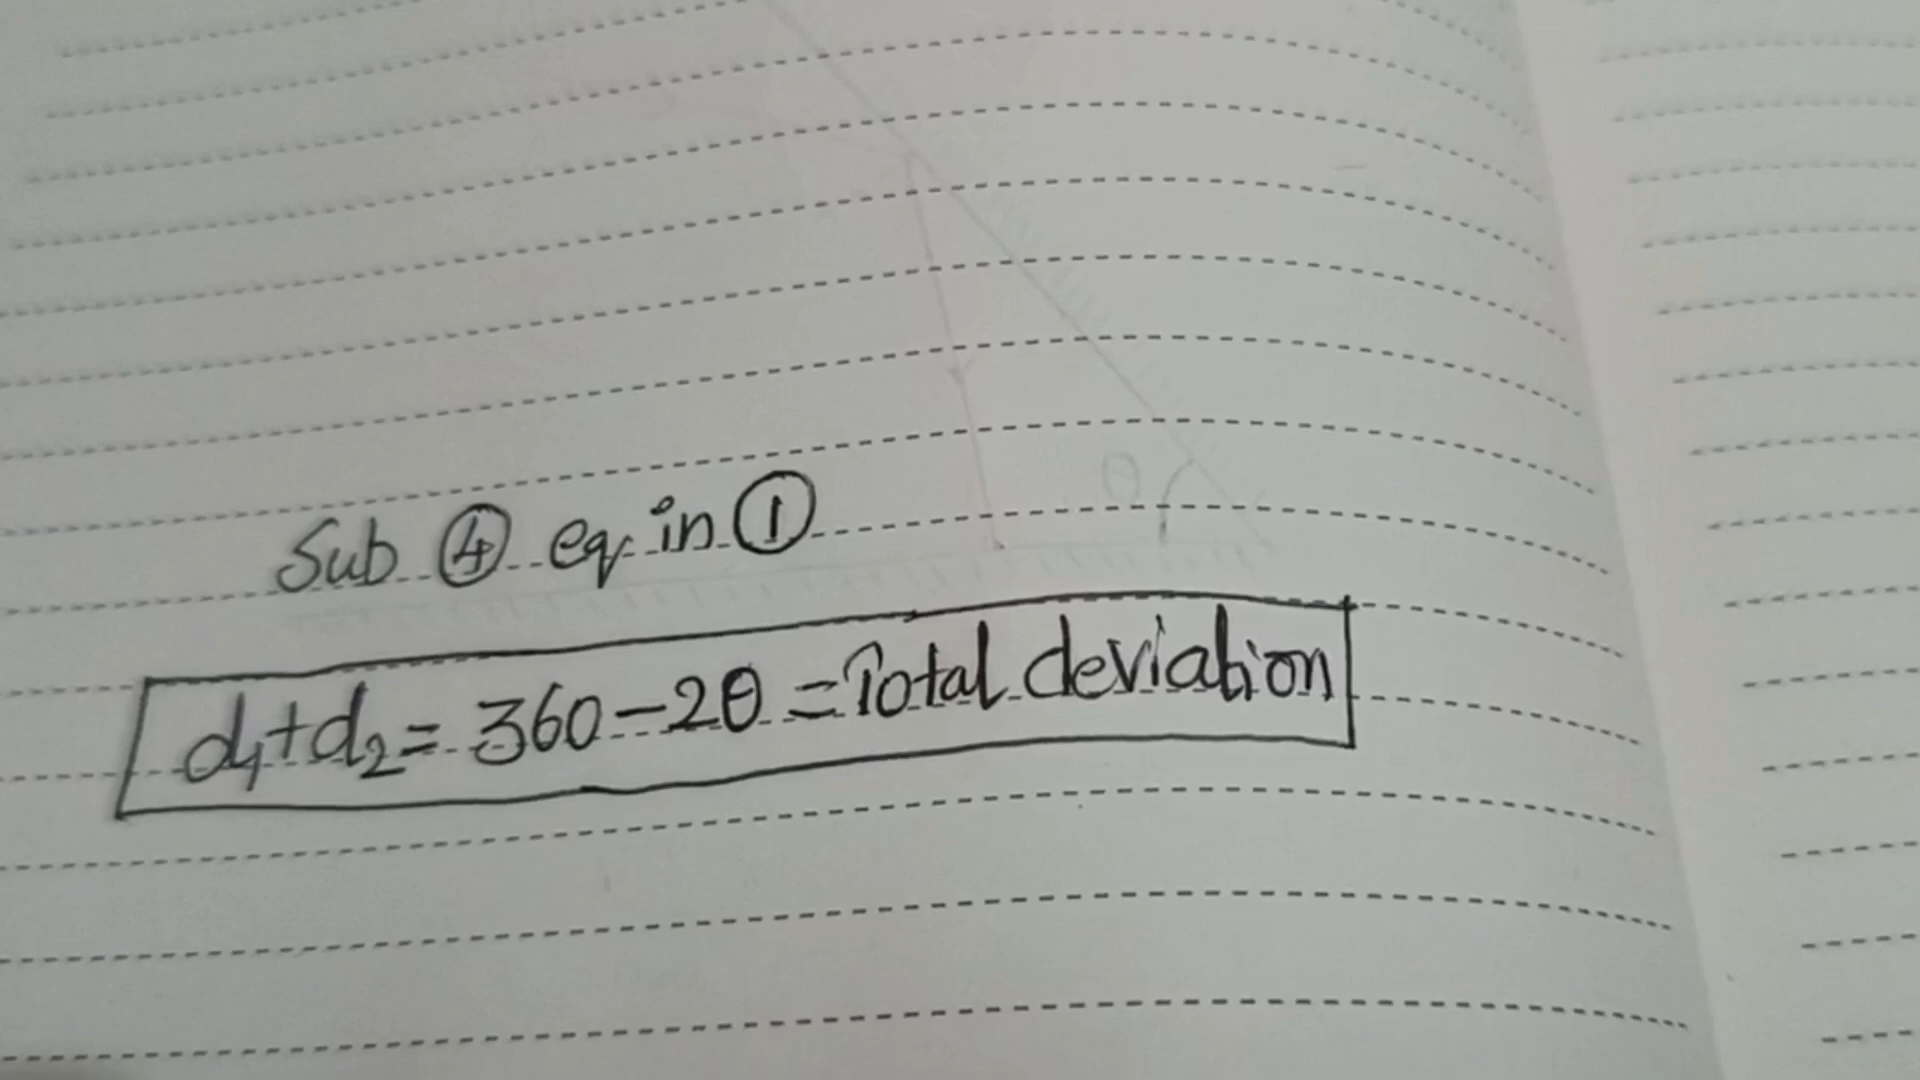 Sub ④ eq in ①
d₁+d₂ = 360-2θ = Total deviation
θ